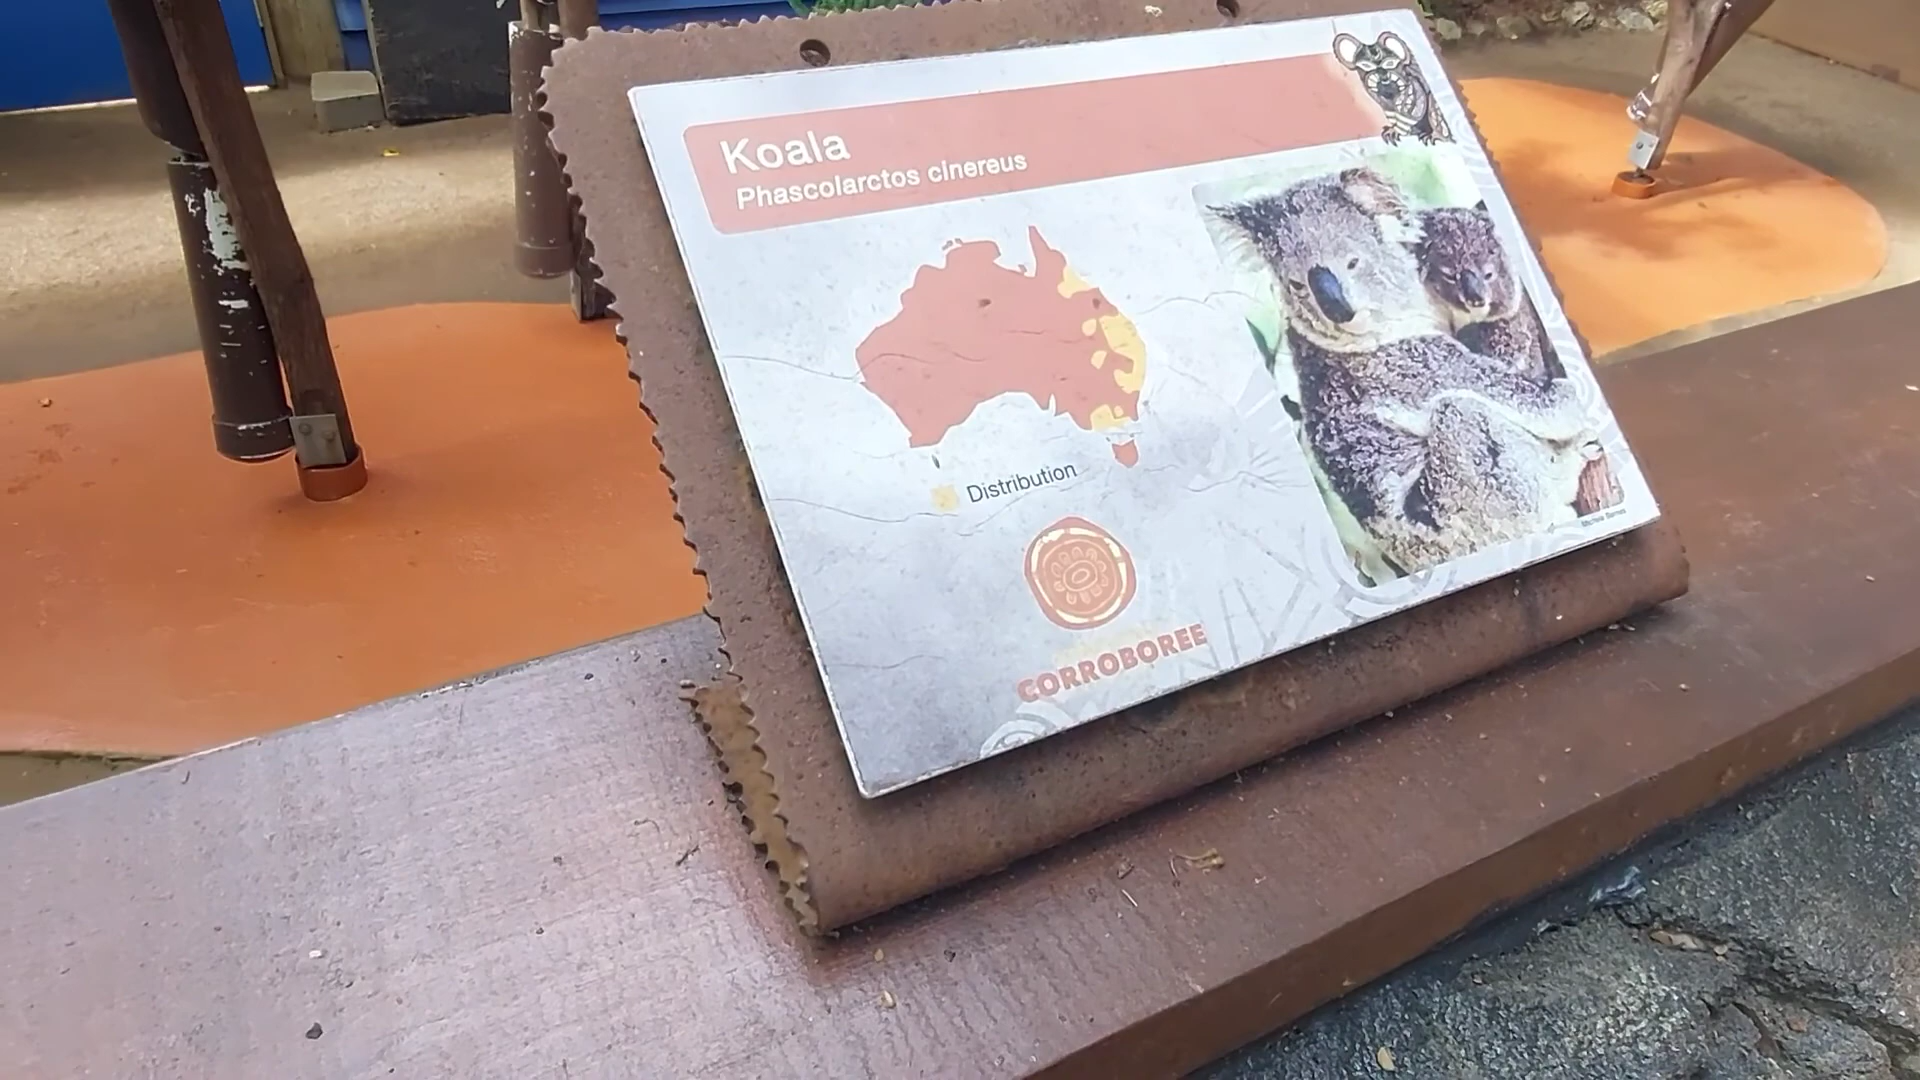 Koala
Phascolarctos cinereus
Distribution
CORROBOREE